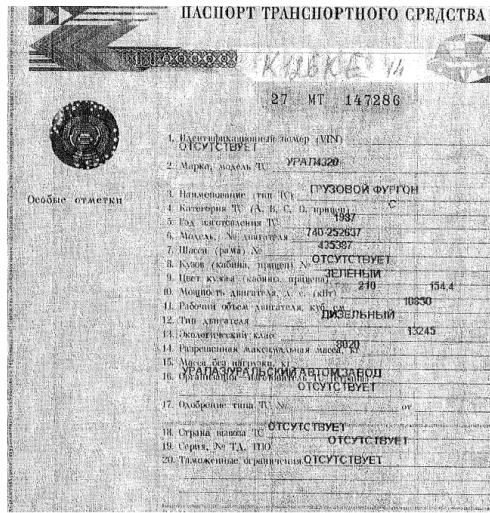 ПАСПОРТ ТРАНСПОРТНОГО СРЕДСТВА
К126КЕ 14
27 МТ 147286
1. Идентификационный номер (VIN)
ОТСУТСТВУЕТ
2. Марка, модель ТС УРАЛ4320
Особые отметки
3. Наименование (тип ТС) ГРУЗОВОЙ ФУРГОН
4. Категория ТС (А, В, С, D, прицеп) С
5. Год изготовления ТС 1987
6. Модель, № двигателя 740-252637
7. Шасси (рама) № 435387
8. Кузов (кабина, прицеп) № ОТСУТСТВУЕТ
9. Цвет кузова (кабины, прицепа) ЗЕЛЕНЫЙ
10. Мощность двигателя, л. с. (кВт) 210 154,4
11. Рабочий объем двигателя, куб. см 10850
12. Тип двигателя ДИЗЕЛЬНЫЙ
13. Экологический класс
14. Разрешенная максимальная масса, кг 13245
15. Масса без нагрузки, кг 8020
16. Организация-изготовитель ТС (страна) УРАЛАЗ/УРАЛЬСКИЙ АВТОМ.ЗАВОД
ОТСУТСТВУЕТ
17. Одобрение типа ТС № от
18. Страна вывоза ТС ОТСУТСТВУЕТ
19. Серия, № ТД, ТПО ОТСУТСТВУЕТ
20. Таможенные ограничения ОТСУТСТВУЕТ